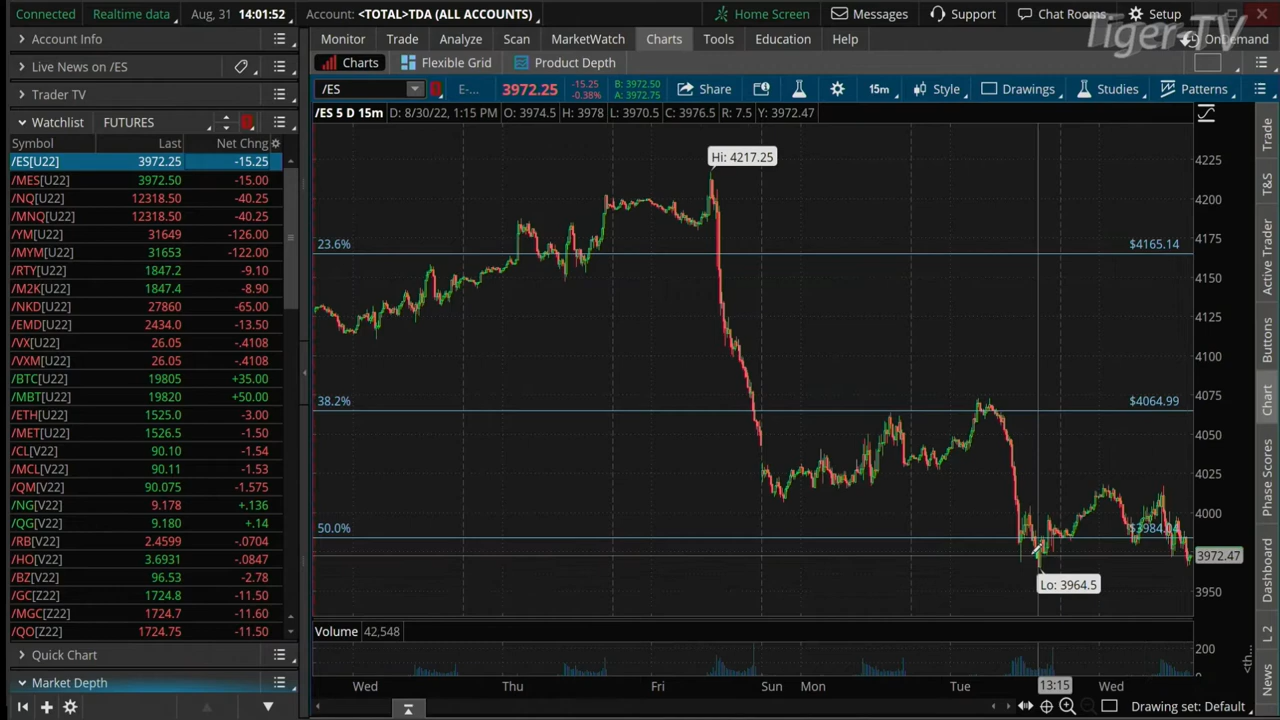 Connected Realtime data Aug, 31 14:01:52 Account: <TOTAL>TDA (ALL ACCOUNTS) Home Screen Messages Support Chat Rooms Setup
Tiger-TV
OnDemand
Account Info
Live News on /ES
Trader TV
Watchlist FUTURES
Symbol Last Net Chng
/ES[U22] 3972.25 -15.25
/MES[U22] 3972.50 -15.00
/NQ[U22] 12318.50 -40.25
/MNQ[U22] 12318.50 -40.25
/YM[U22] 31649 -126.00
/MYM[U22] 31653 -122.00
/RTY[U22] 1847.2 -9.10
/M2K[U22] 1847.4 -8.90
/NKD[U22] 27860 -65.00
/EMD[U22] 2434.0 -13.50
/VX[U22] 26.05 -.4108
/VXM[U22] 26.05 -.4108
/BTC[U22] 19805 +35.00
/MBT[U22] 19820 +50.00
/ETH[U22] 1525.0 -3.00
/MET[U22] 1526.5 -1.50
/CL[V22] 90.10 -1.54
/MCL[V22] 90.11 -1.53
/QM[V22] 90.075 -1.575
/NG[V22] 9.178 +.136
/QG[V22] 9.180 +.14
/RB[V22] 2.4599 -.0704
/HO[V22] 3.6931 -.0847
/BZ[V22] 96.53 -2.78
/GC[Z22] 1724.8 -11.50
/MGC[Z22] 1724.7 -11.60
/QO[Z22] 1724.75 -11.50
Quick Chart
Market Depth
Monitor Trade Analyze Scan MarketWatch Charts Tools Education Help
Charts Flexible Grid Product Depth
/ES E-... 3972.25 -15.25 -0.38% B: 3972.50 A: 3972.75 Share 15m Style Drawings Studies Patterns
/ES 5 D 15m D: 8/30/22, 1:15 PM O: 3974.5 H: 3978 L: 3970.5 C: 3976.5 R: 7.5 Y: 3972.47
Hi: 4217.25
23.6% $4165.14
38.2% $4064.99
50.0% $3984.04
Lo: 3964.5
4225
4200
4175
4150
4125
4100
4075
4050
4025
4000
3972.47
3950
Volume 42,548
200
Wed Thu Fri Sun Mon Tue 13:15 Wed
Drawing set: Default
Trade
T&S
Active Trader
Buttons
Chart
Phase Scores
Dashboard
L 2
News